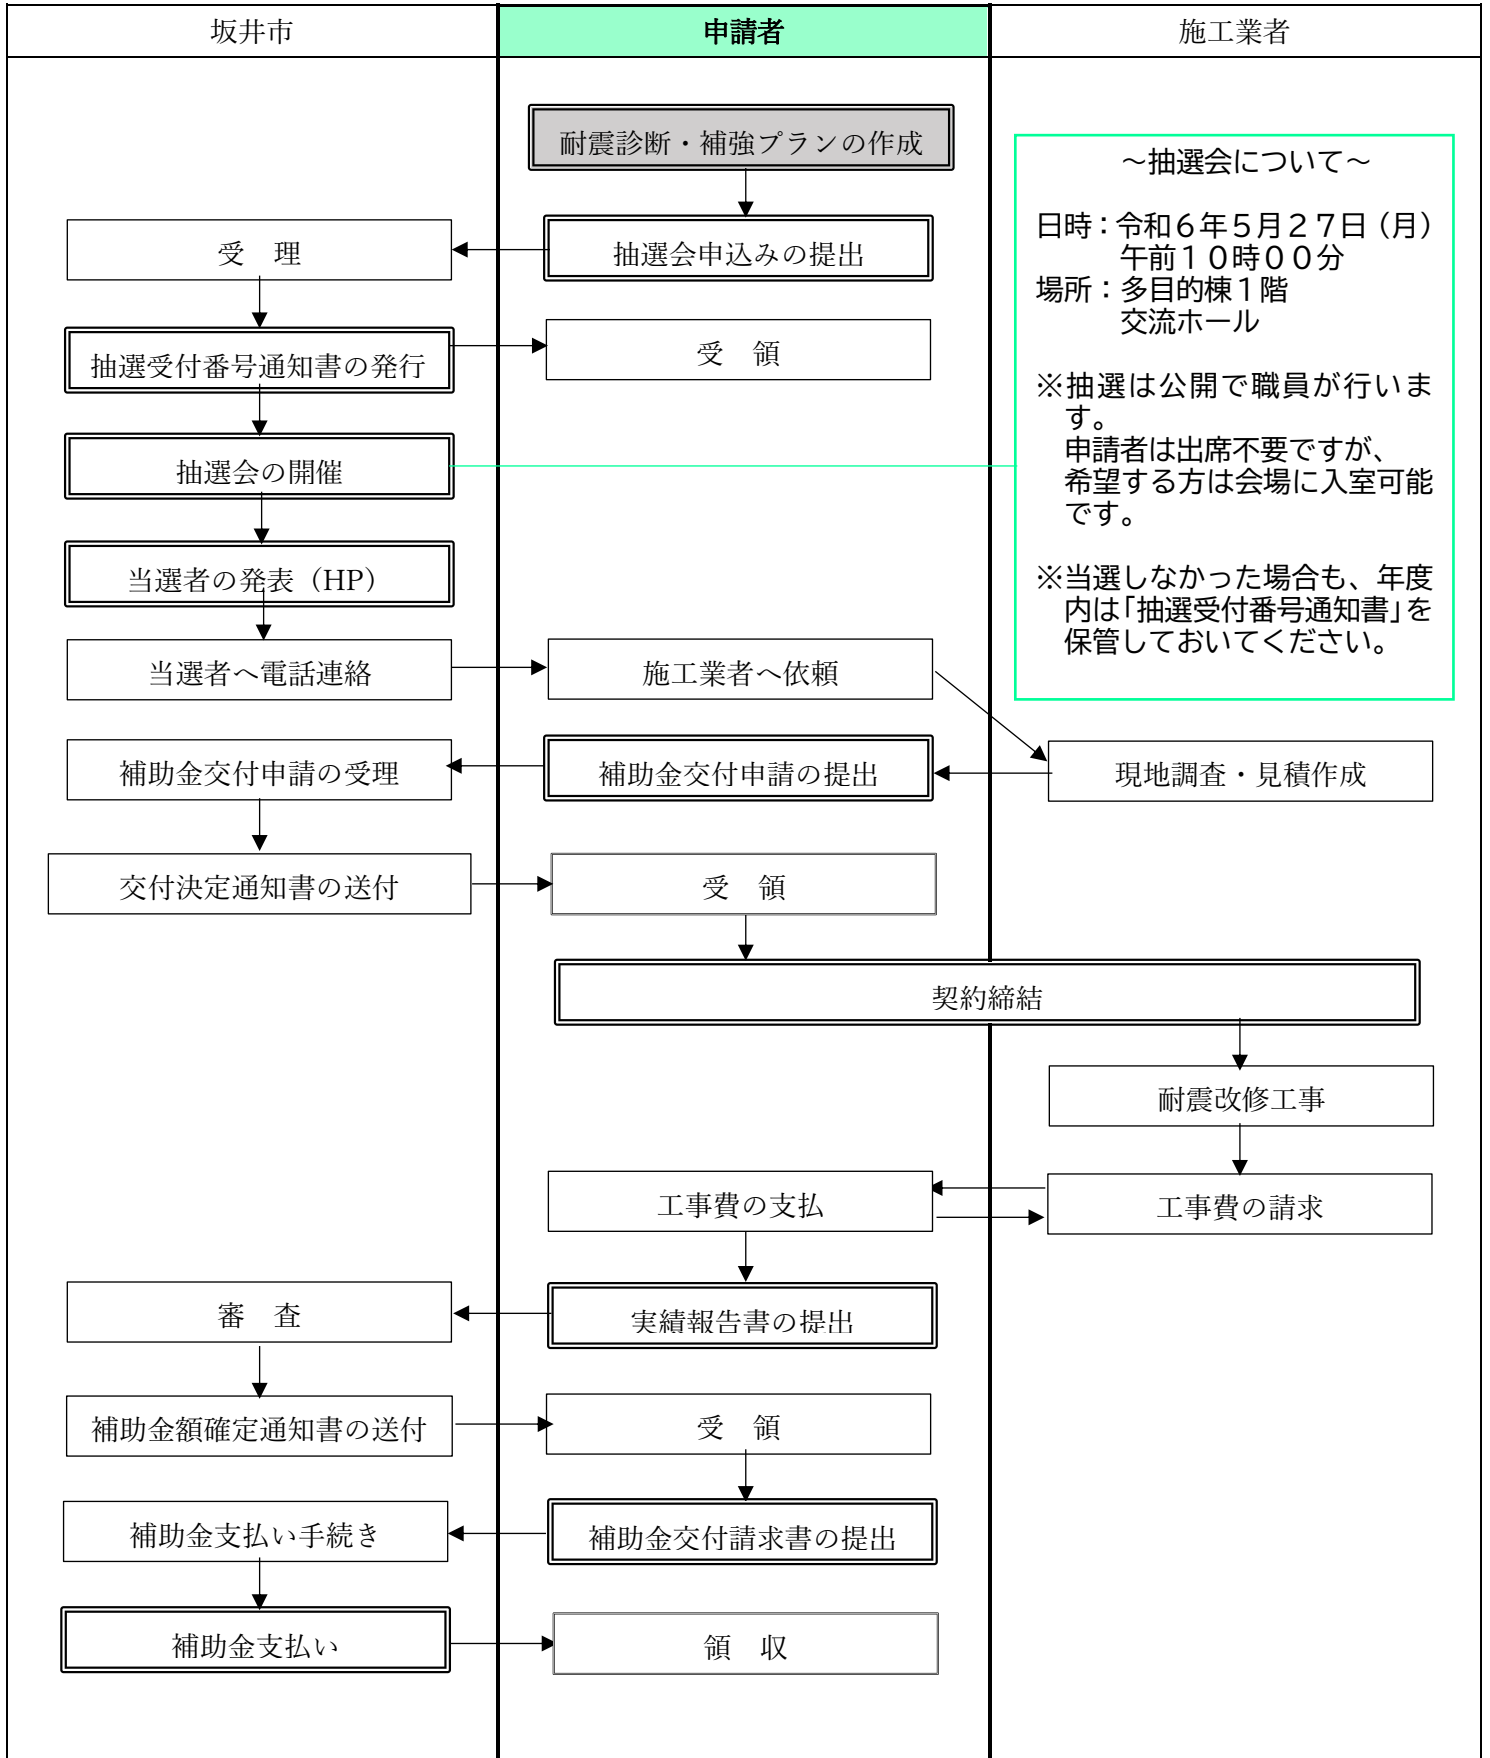 坂井市
申請者
施工業者
耐震診断・補強プランの作成
～抽選会について～
日時：令和６年５月２７日（月）
午前１０時００分
場所：多目的棟１階
交流ホール
※抽選は公開で職員が行いま
す。
申請者は出席不要ですが、
希望する方は会場に入室可能
です。
※当選しなかった場合も、年度
内は「抽選受付番号通知書」を
保管しておいてください。
受　理
抽選会申込みの提出
抽選受付番号通知書の発行
受　領
抽選会の開催
当選者の発表（HP）
当選者へ電話連絡
施工業者へ依頼
補助金交付申請の受理
補助金交付申請の提出
現地調査・見積作成
交付決定通知書の送付
受　領
契約締結
耐震改修工事
工事費の支払
工事費の請求
審　査
実績報告書の提出
補助金額確定通知書の送付
受　領
補助金支払い手続き
補助金交付請求書の提出
補助金支払い
領　収